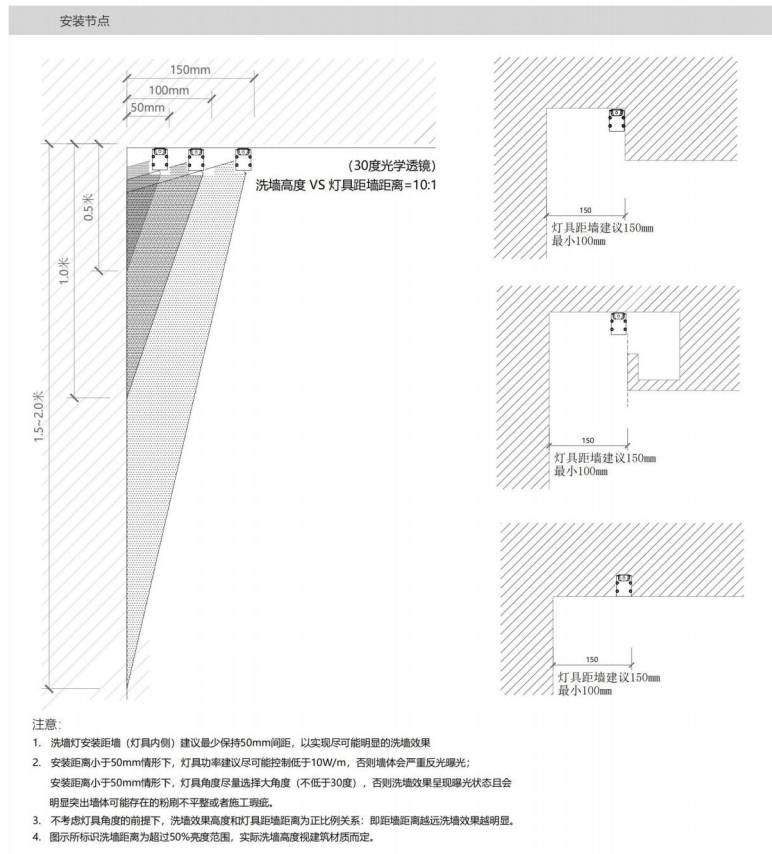 安装节点
150mm
100mm
50mm
(30度光学透镜)
洗墙高度 VS 灯具距墙距离=10:1
0.5米
1.0米
1.5~2.0米
150
灯具距墙建议150mm
最小100mm
150
灯具距墙建议150mm
最小100mm
150
灯具距墙建议150mm
最小100mm
注意:
1. 洗墙灯安装距墙（灯具内侧）建议最少保持50mm间距，以实现尽可能明显的洗墙效果
2. 安装距离小于50mm情形下，灯具功率建议尽可能控制低于10W/m，否则墙体会严重反光曝光；
安装距离小于50mm情形下，灯具角度尽量选择大角度（不低于30度），否则洗墙效果呈现曝光状态且会
明显突出墙体可能存在的粉刷不平整或者施工瑕疵。
3. 不考虑灯具角度的前提下，洗墙效果高度和灯具距墙距离为正比例关系：即距墙距离越远洗墙效果越明显。
4. 图示所标识洗墙距离为超过50%亮度范围，实际洗墙高度视建筑材质而定。